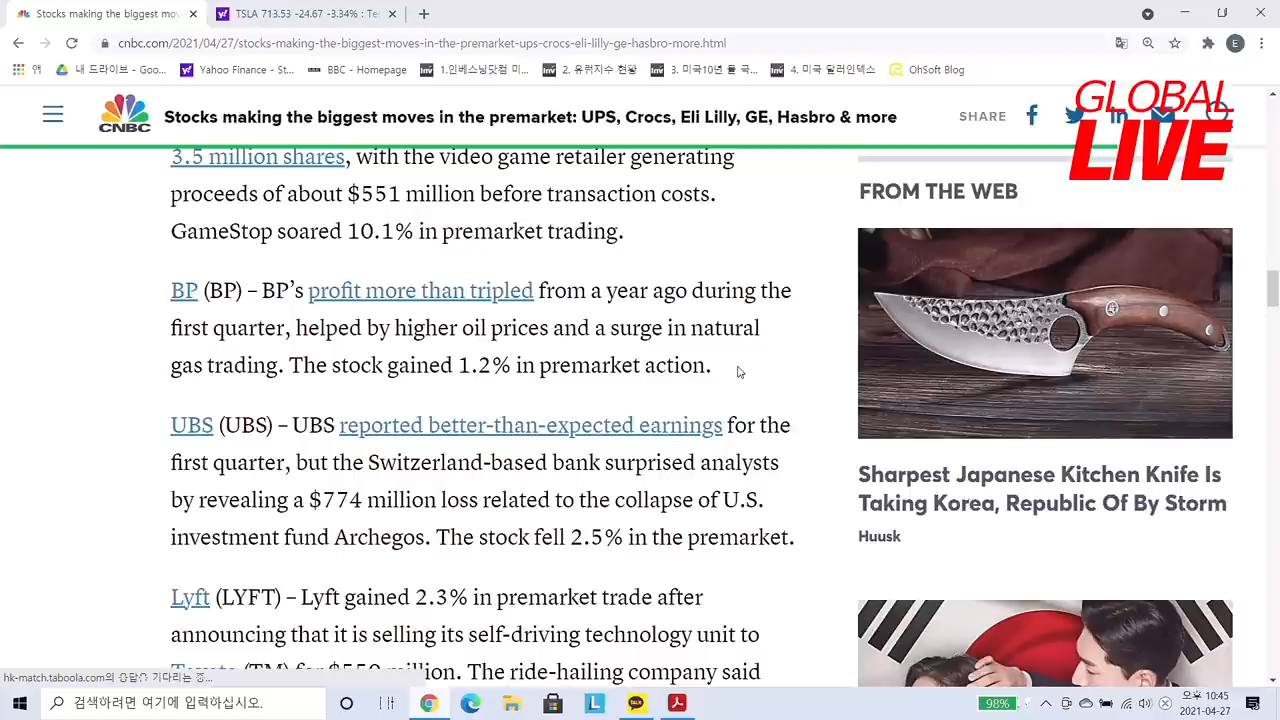 Stocks making the biggest mov
TSLA 713.53 -24.67 -3.34% : Te
cnbc.com/2021/04/27/stocks-making-the-biggest-moves-in-the-premarket-ups-crocs-eli-lilly-ge-hasbro-more.html
E
앱
내 드라이브 - Goo...
Yahoo Finance - St...
BBC - Homepage
1.인베스팅닷컴 미...
2. 유럽지수 현황
3. 미국10년 물 국...
4. 미국 달러인덱스
OhSoft Blog
CNBC
Stocks making the biggest moves in the premarket: UPS, Crocs, Eli Lilly, GE, Hasbro & more
SHARE
GLOBAL
LIVE
3.5 million shares, with the video game retailer generating
proceeds of about $551 million before transaction costs.
GameStop soared 10.1% in premarket trading.
BP (BP) – BP’s profit more than tripled from a year ago during the
first quarter, helped by higher oil prices and a surge in natural
gas trading. The stock gained 1.2% in premarket action.
UBS (UBS) – UBS reported better-than-expected earnings for the
first quarter, but the Switzerland-based bank surprised analysts
by revealing a $774 million loss related to the collapse of U.S.
investment fund Archegos. The stock fell 2.5% in the premarket.
Lyft (LYFT) – Lyft gained 2.3% in premarket trade after
announcing that it is selling its self-driving technology unit to
Toyota (TM) for $550 million. The ride-hailing company said
FROM THE WEB
Sharpest Japanese Kitchen Knife Is
Taking Korea, Republic Of By Storm
Huusk
hk-match.taboola.com의 응답을 기다리는 중...
검색하려면 여기에 입력하십시오.
L
TALK
98%
오후 10:45
2021-04-27